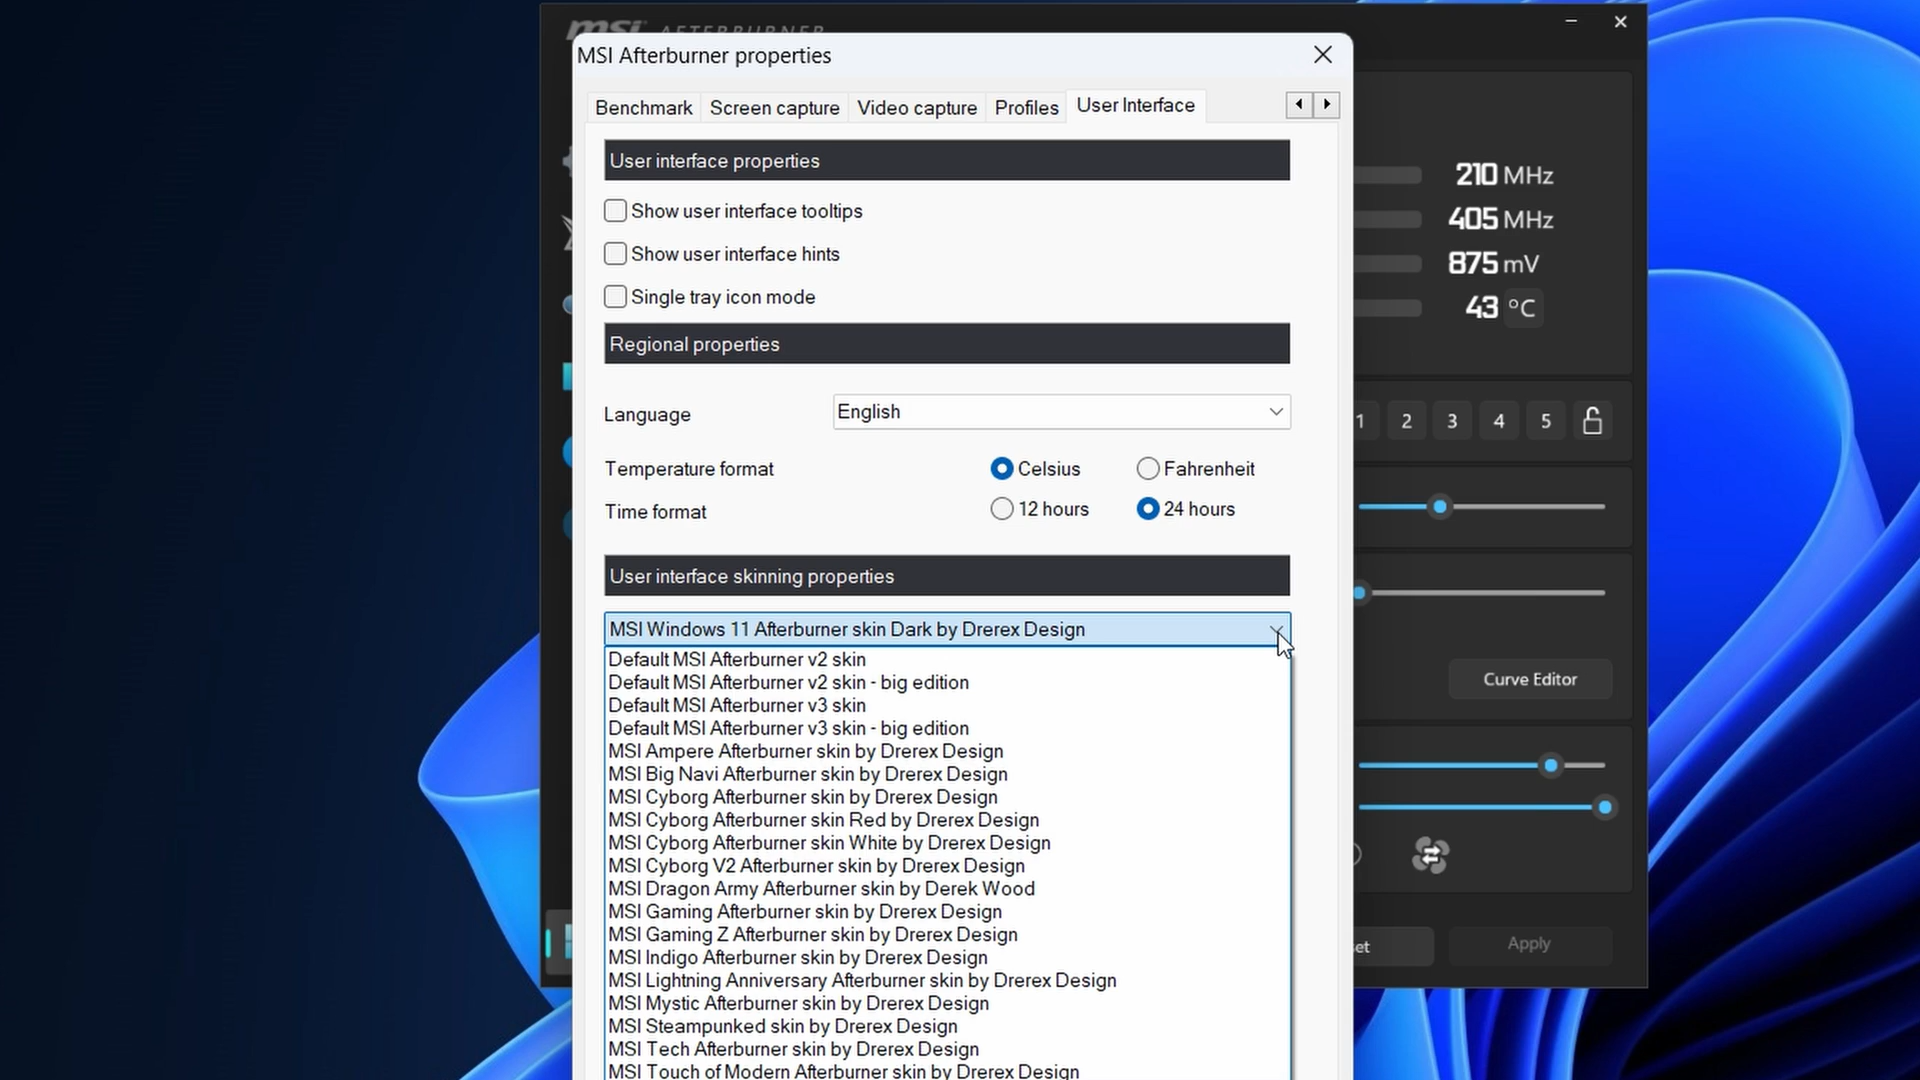 msi AFTERBURNER
MSI Afterburner properties
Benchmark Screen capture Video capture Profiles User Interface
User interface properties
Show user interface tooltips
Show user interface hints
Single tray icon mode
Regional properties
Language English
Temperature format Celsius Fahrenheit
Time format 12 hours 24 hours
User interface skinning properties
MSI Windows 11 Afterburner skin Dark by Drerex Design
Default MSI Afterburner v2 skin
Default MSI Afterburner v2 skin - big edition
Default MSI Afterburner v3 skin
Default MSI Afterburner v3 skin - big edition
MSI Ampere Afterburner skin by Drerex Design
MSI Big Navi Afterburner skin by Drerex Design
MSI Cyborg Afterburner skin by Drerex Design
MSI Cyborg Afterburner skin Red by Drerex Design
MSI Cyborg Afterburner skin White by Drerex Design
MSI Cyborg V2 Afterburner skin by Drerex Design
MSI Dragon Army Afterburner skin by Derek Wood
MSI Gaming Afterburner skin by Drerex Design
MSI Gaming Z Afterburner skin by Drerex Design
MSI Indigo Afterburner skin by Drerex Design
MSI Lightning Anniversary Afterburner skin by Drerex Design
MSI Mystic Afterburner skin by Drerex Design
MSI Steampunked skin by Drerex Design
MSI Tech Afterburner skin by Drerex Design
MSI Touch of Modern Afterburner skin by Drerex Design
210 MHz
405 MHz
875 mV
43 °C
1 2 3 4 5
Curve Editor
set Apply